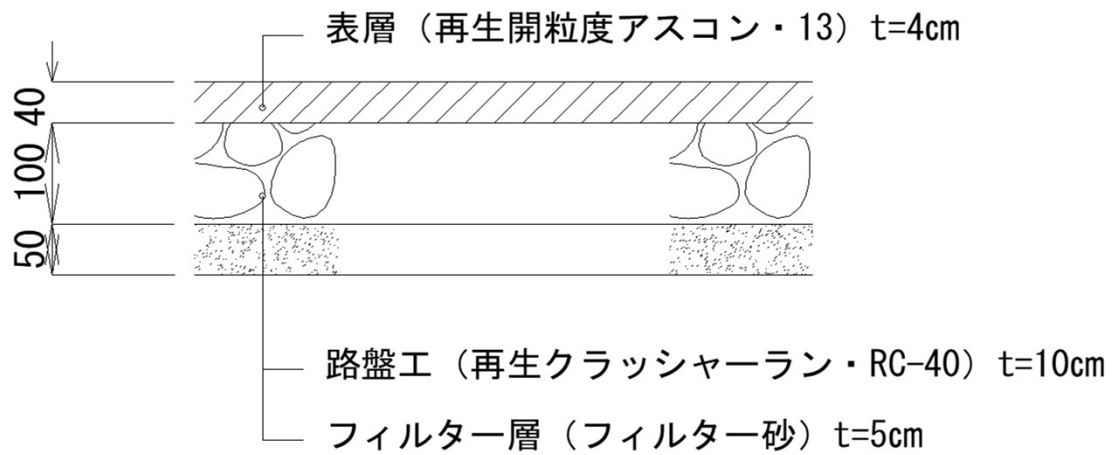 表層（再生開粒度アスコン・13）t=4cm
40
100
50
路盤工（再生クラッシャーラン・RC-40）t=10cm
フィルター層（フィルター砂）t=5cm